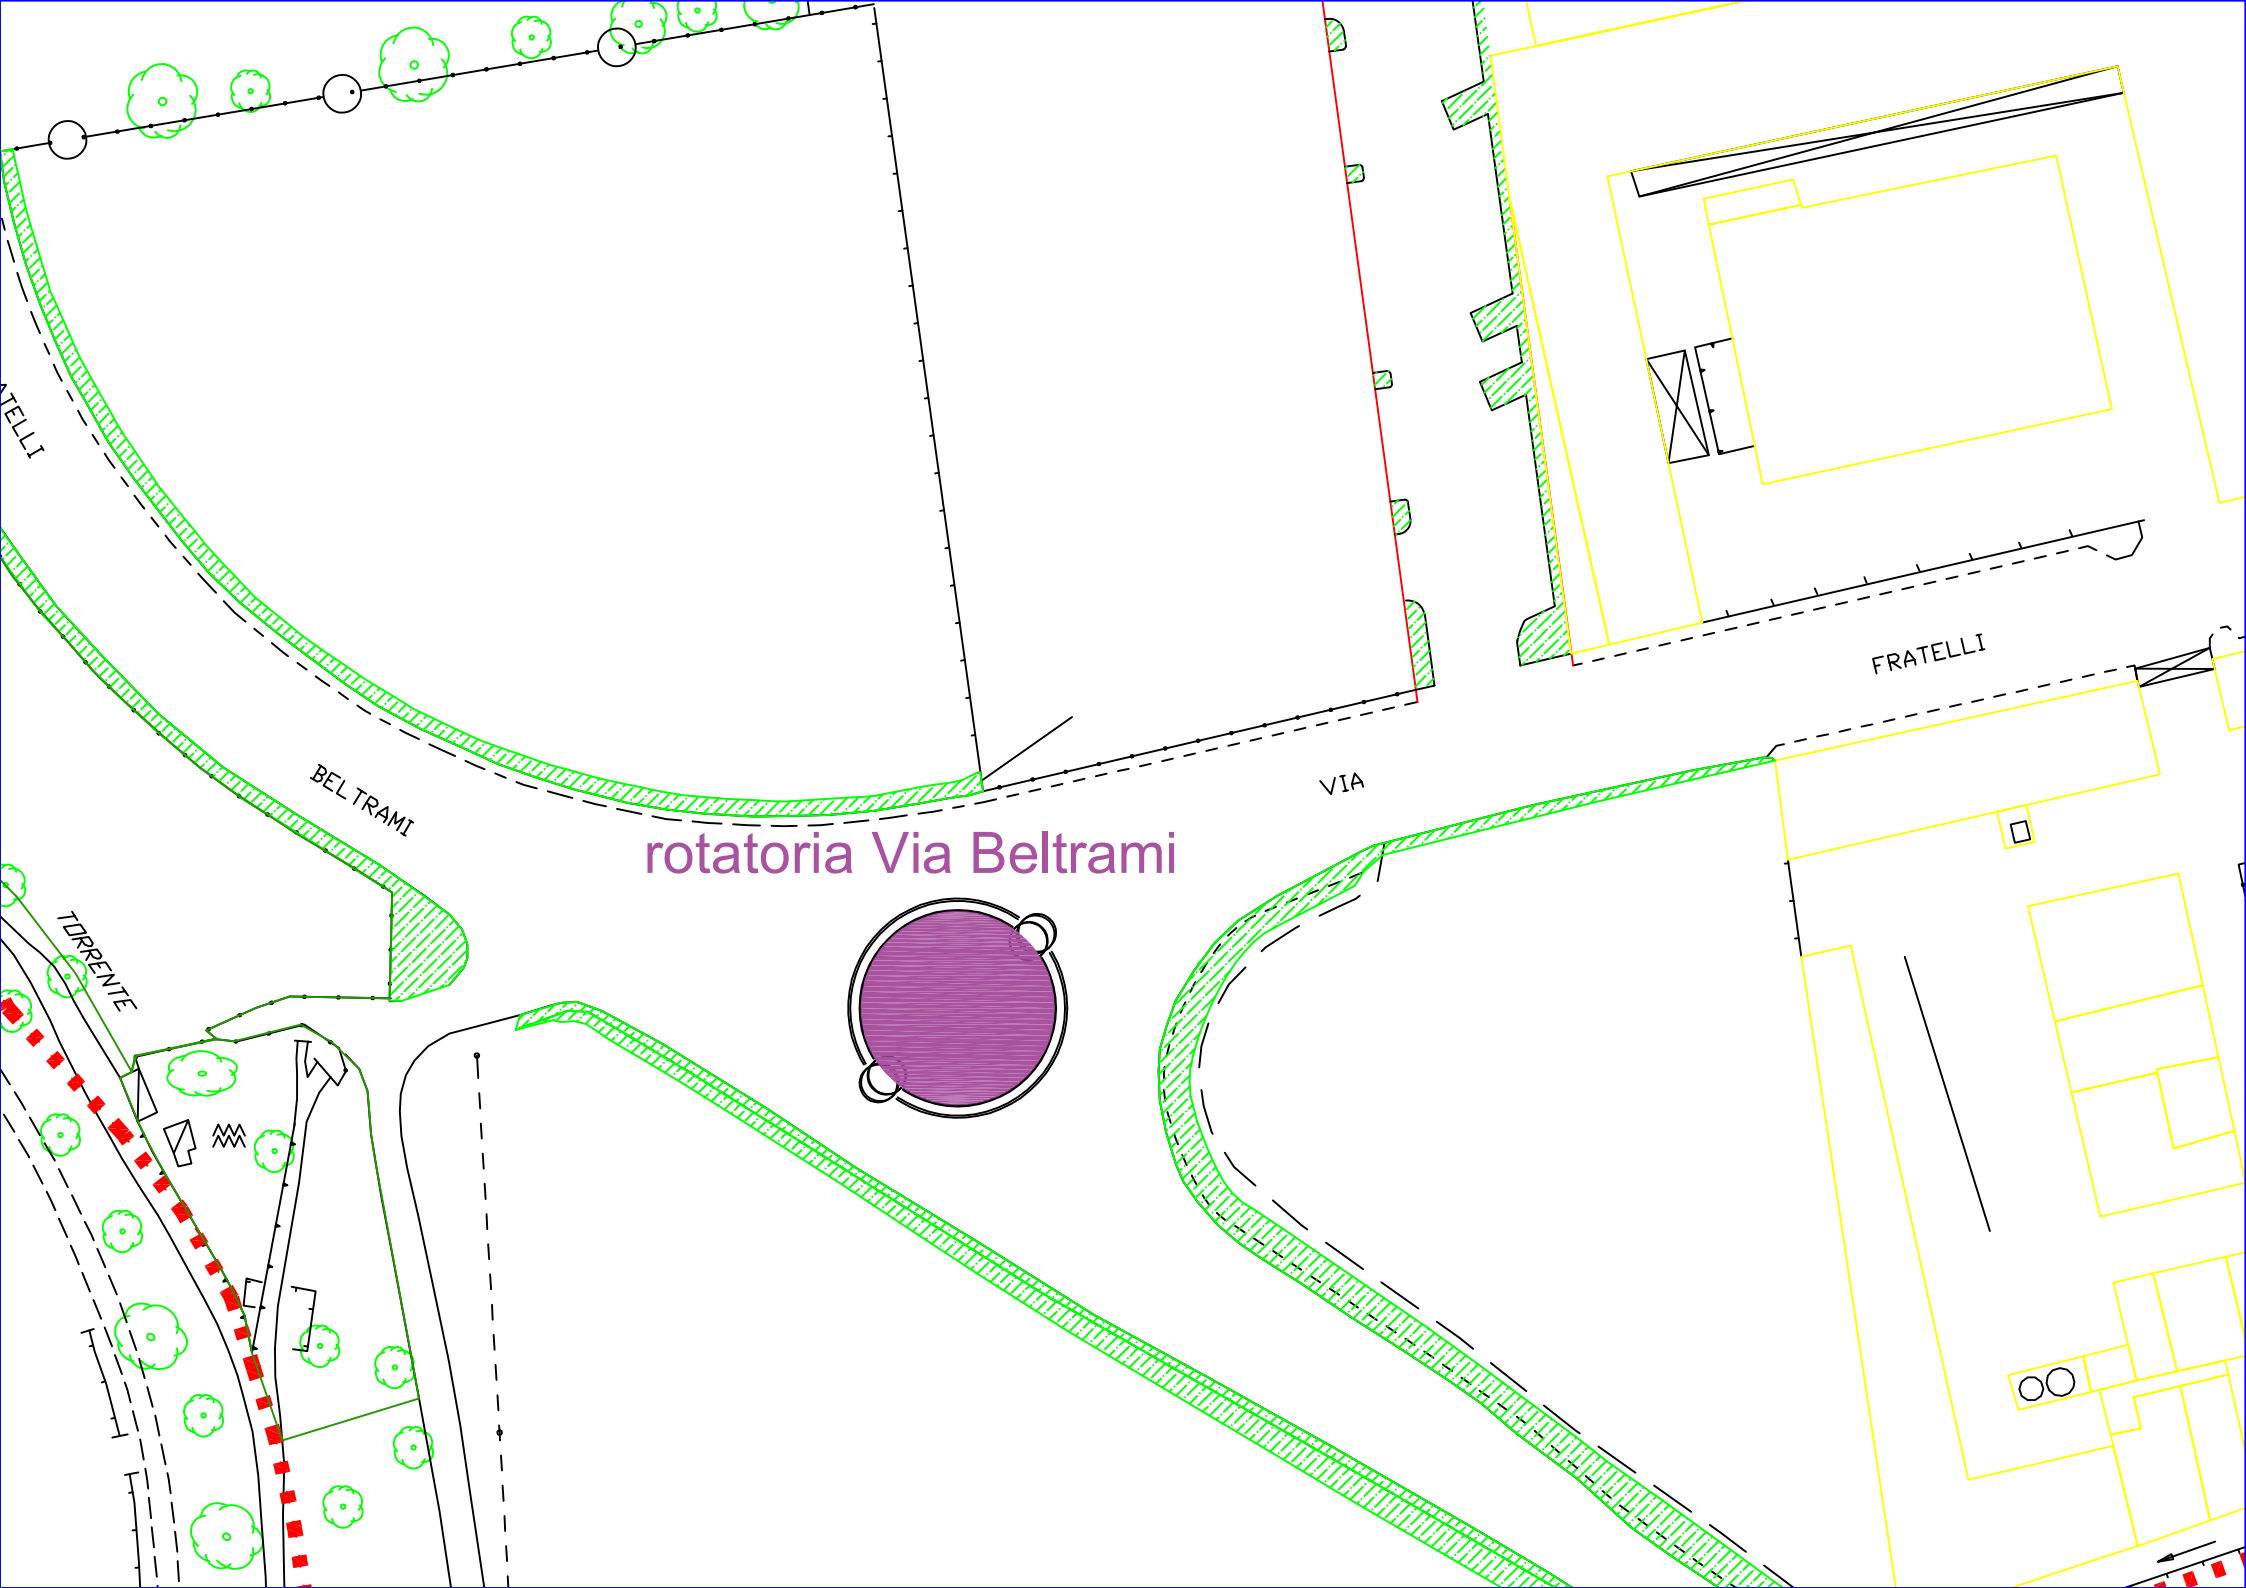 ATELLI
FRATELLI
VIA
BELTRAMI
rotatoria Via Beltrami
TORRENTE